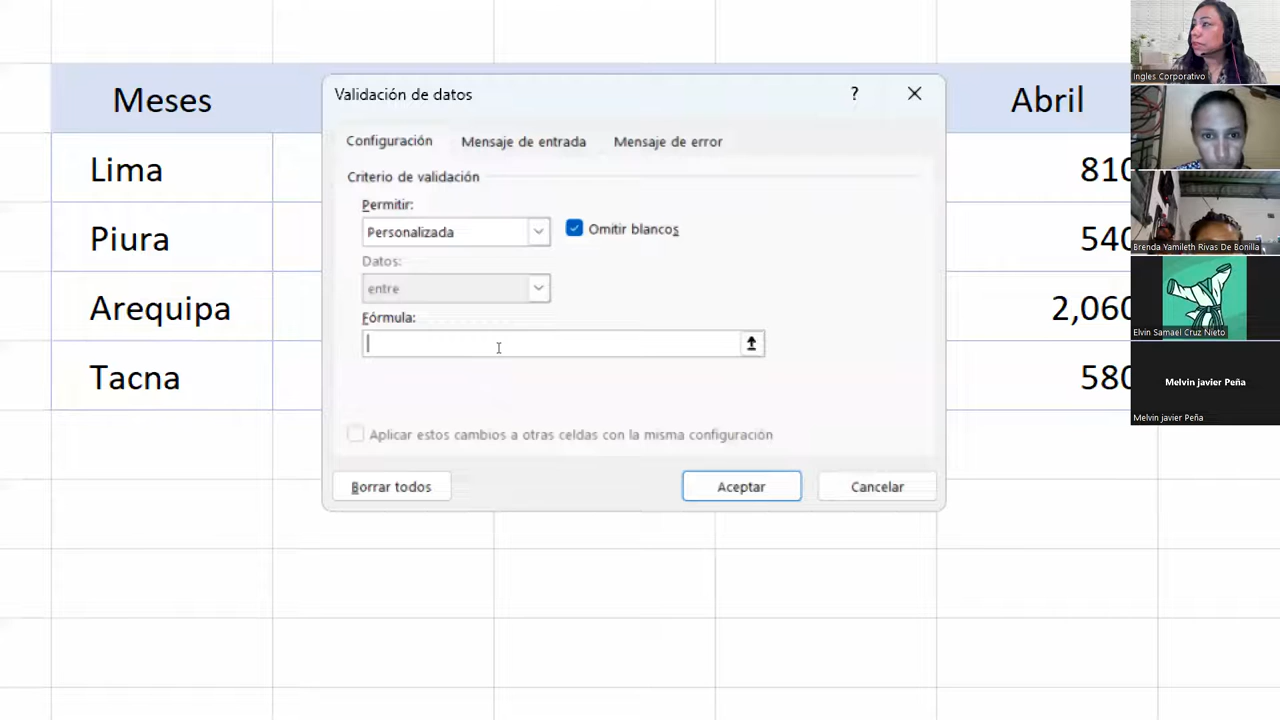 Meses
Abril
Lima
810
Piura
540
Arequipa
2,060
Tacna
580
Validación de datos
?
Configuración
Mensaje de entrada
Mensaje de error
Criterio de validación
Permitir:
Personalizada
Omitir blancos
Datos:
entre
Fórmula:
Aplicar estos cambios a otras celdas con la misma configuración
Borrar todos
Aceptar
Cancelar
Ingles Corporativo
Brenda Yamileth Rivas De Bonilla
Elvin Samael Cruz Nieto
Melvin javier Peña
Melvin javier Peña